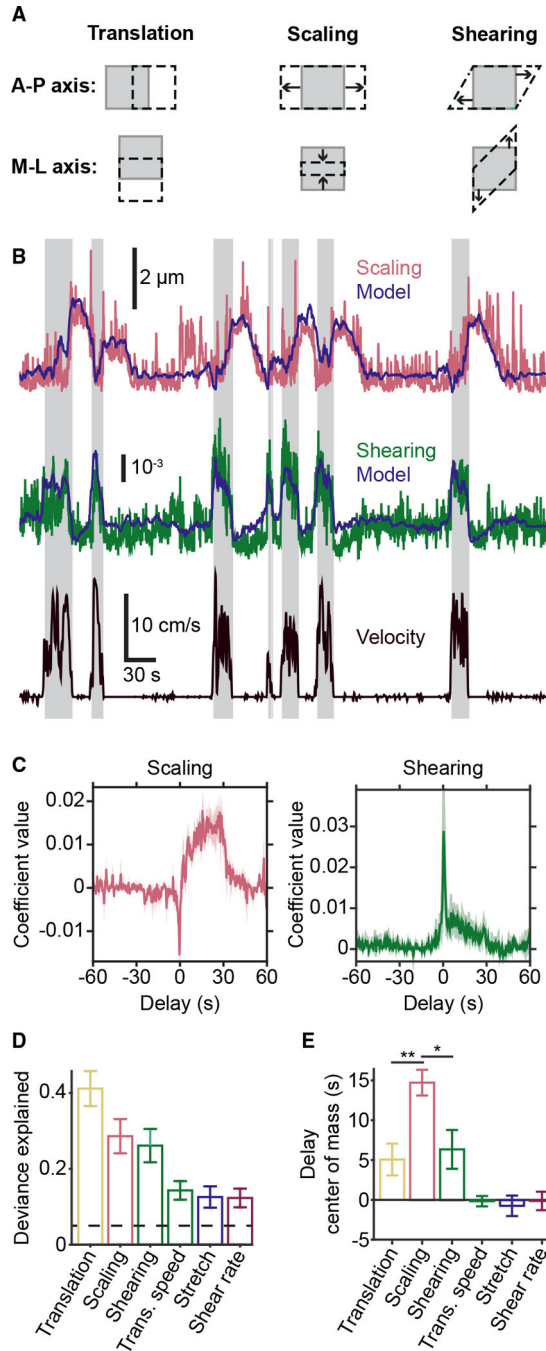 A
Translation Scaling Shearing
A-P axis:
M-L axis:
B
2 µm
Scaling
Model
10⁻³
Shearing
Model
10 cm/s
30 s
Velocity
C
Scaling
Coefficient value
0.02
0.01
0
-0.01
-60 -30 0 30 60
Delay (s)
Shearing
Coefficient value
0.03
0.02
0.01
0
-60 -30 0 30 60
Delay (s)
D
Deviance explained
0.4
0.2
0
Translation
Scaling
Shearing
Trans. speed
Stretch
Shear rate
E
Delay
center of mass (s)
** *
15
10
5
0
-5
Translation
Scaling
Shearing
Trans. speed
Stretch
Shear rate